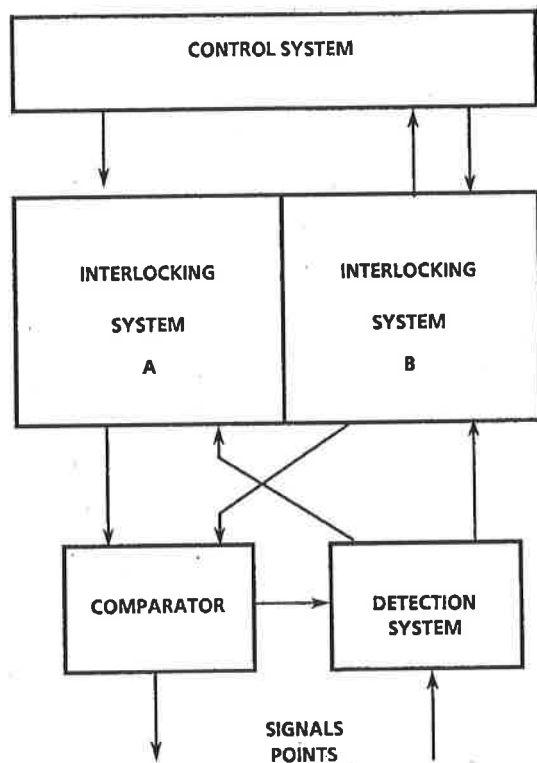 CONTROL SYSTEM
INTERLOCKING
SYSTEM
A
INTERLOCKING
SYSTEM
B
COMPARATOR
DETECTION
SYSTEM
SIGNALS
POINTS